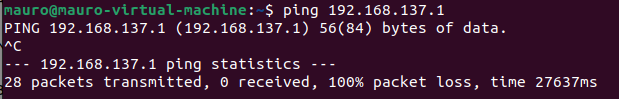 mauro@mauro-virtual-machine:~$ ping 192.168.137.1
PING 192.168.137.1 (192.168.137.1) 56(84) bytes of data.
^C
--- 192.168.137.1 ping statistics ---
28 packets transmitted, 0 received, 100% packet loss, time 27637ms